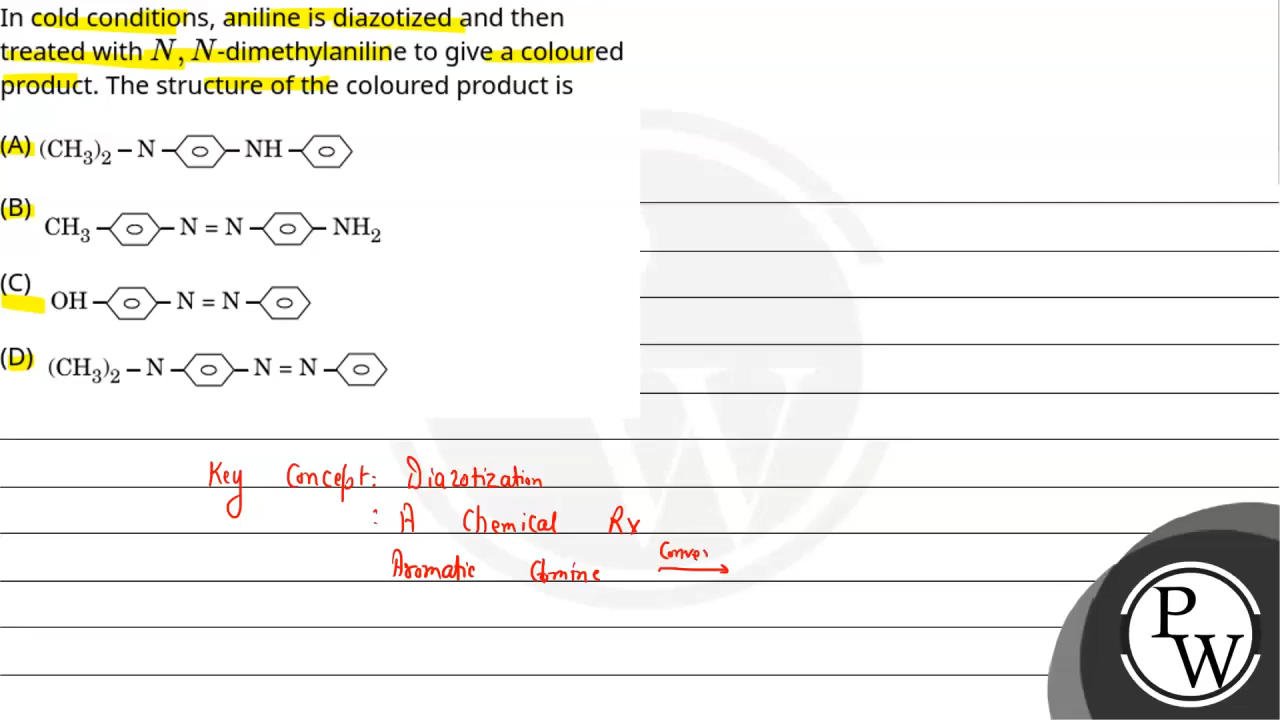 In cold conditions, aniline is diazotized and then
treated with N, N-dimethylaniline to give a coloured
product. The structure of the coloured product is
(A) (CH3)2 – N – – NH –
(B) CH3 – – N = N – – NH2
(C) OH – – N = N –
(D) (CH3)2 – N – – N = N –
Key Concept: Diazotization
: A Chemical Rx
Aromatic amine Conver
P
W